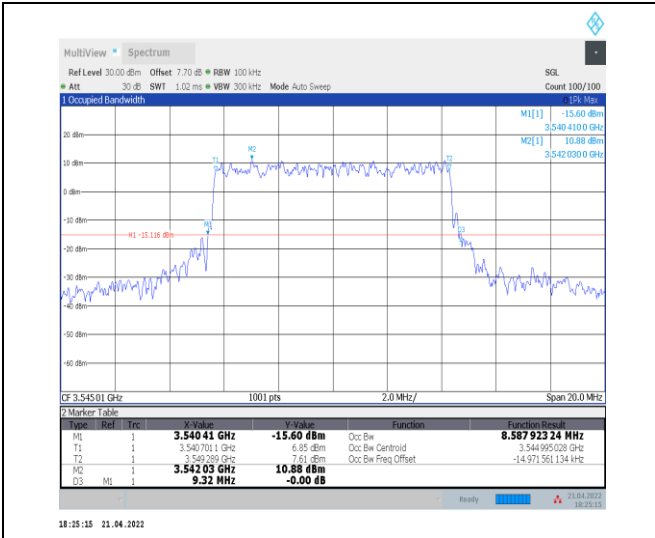 MultiView Spectrum
Ref Level 30.00 dBm Offset 7.70 dB RBW 100 kHz SGL
Att 30 dB SWT 1.02 ms VBW 300 kHz Mode Auto Sweep Count 100/100
1 Occupied Bandwidth 1Pk Max
M1[1] -15.60 dBm
3.540 410 0 GHz
M2[1] 10.88 dBm
3.542 030 0 GHz
20 dBm
M2
T1
T2
10 dBm
0 dBm
-10 dBm
M1
D3
H1 -15.116 dBm
-20 dBm
-30 dBm
-40 dBm
-50 dBm
-60 dBm
CF 3.545 01 GHz 1001 pts 2.0 MHz/ Span 20.0 MHz
2 Marker Table
Type Ref Trc X-Value Y-Value Function Function Result
M1 1 3.540 41 GHz -15.60 dBm Occ Bw 8.587 923 24 MHz
T1 1 3.540 701 1 GHz 6.85 dBm Occ Bw Centroid 3.544 995 028 GHz
T2 1 3.549 289 GHz 7.61 dBm Occ Bw Freq Offset -14.971 561 134 kHz
M2 1 3.542 03 GHz 10.88 dBm
D3 M1 1 9.32 MHz -0.00 dB
Ready 21.04.2022
18:25:15
18:25:15 21.04.2022